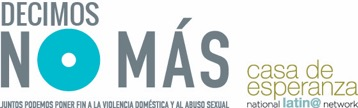 DECIMOS
NO MÁS
JUNTOS PODEMOS PONER FIN A LA VIOLENCIA DOMÉSTICA Y AL ABUSO SEXUAL
casa de
esperanza
national latin@ network